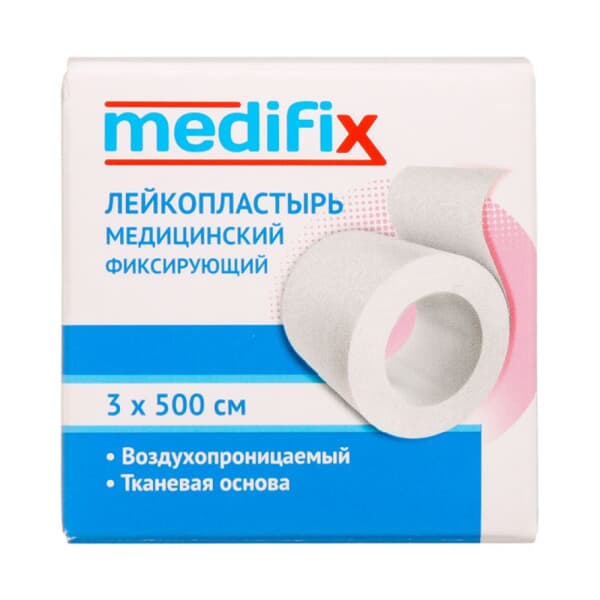 medifix
ЛЕЙКОПЛАСТЫРЬ
МЕДИЦИНСКИЙ
ФИКСИРУЮЩИЙ
3 х 500 см
• Воздухопроницаемый
• Тканевая основа